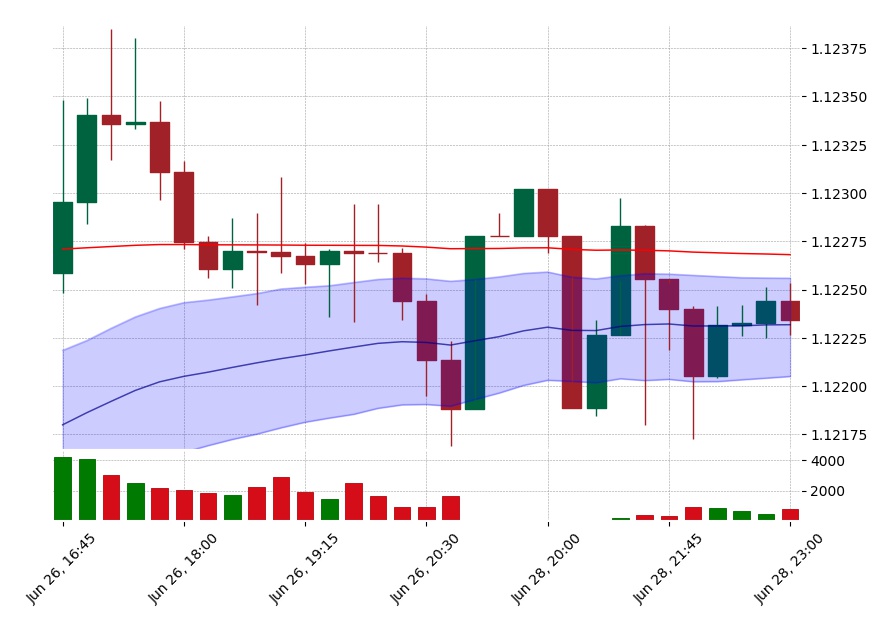 1.12375
1.12350
1.12325
1.12300
1.12275
1.12250
1.12225
1.12200
1.12175
4000
2000
Jun 26, 16:45
Jun 26, 18:00
Jun 26, 19:15
Jun 26, 20:30
Jun 28, 20:00
Jun 28, 21:45
Jun 28, 23:00